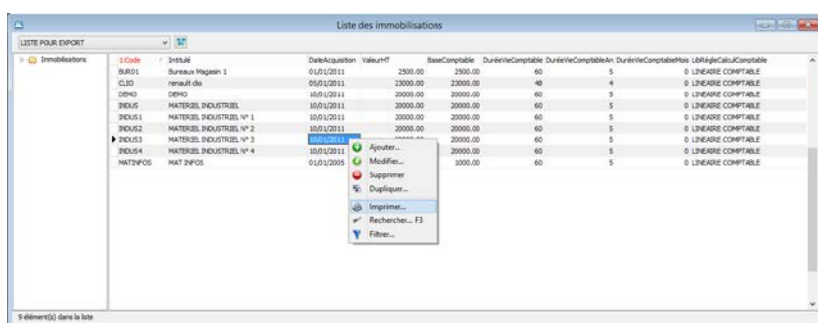 Liste des immobilisations
LISTE POUR EXPORT
Immobilisations
1:Code Intitulé DateAcquisition ValeurHT BaseComptable DuréeVieComptable DuréeVieComptableAn DuréeVieComptableMois LibRègleCalculComptable
BUR01 Bureaux Magasin 1 01/01/2011 2500.00 2500.00 60 5 0 LINEAIRE COMPTABLE
CLIO renault clio 05/01/2011 23000.00 23000.00 48 4 0 LINEAIRE COMPTABLE
DEMO DEMO 10/01/2011 20000.00 20000.00 60 5 0 LINEAIRE COMPTABLE
INDUS MATERIEL INDUSTRIEL 10/01/2011 20000.00 20000.00 60 5 0 LINEAIRE COMPTABLE
INDUS1 MATERIEL INDUSTRIEL N° 1 10/01/2011 20000.00 20000.00 60 5 0 LINEAIRE COMPTABLE
INDUS2 MATERIEL INDUSTRIEL N° 2 10/01/2011 20000.00 20000.00 60 5 0 LINEAIRE COMPTABLE
INDUS3 MATERIEL INDUSTRIEL N° 3 10/01/2011 20000.00 60 5 0 LINEAIRE COMPTABLE
INDUS4 MATERIEL INDUSTRIEL N° 4 10/01/2011 20000.00 60 5 0 LINEAIRE COMPTABLE
MATINFOS MAT INFOS 01/01/2005 1000.00 60 5 0 LINEAIRE COMPTABLE
Ajouter...
Modifier...
Supprimer
Dupliquer...
Imprimer...
Rechercher... F3
Filtrer...
9 élément(s) dans la liste